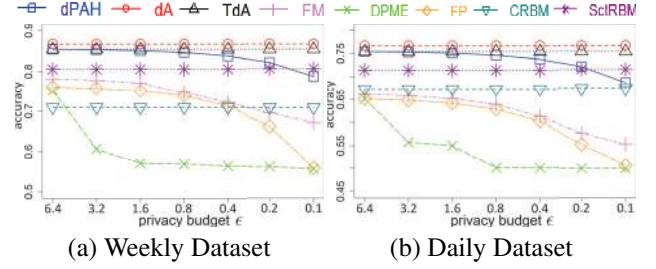 dPAH dA TdA FM DPME FP CRBM SctRBM
0.9
0.8
0.7
0.6
0.5
accuracy
6.4 3.2 1.6 0.8 0.4 0.2 0.1
privacy budget ϵ
(a) Weekly Dataset
0.75
0.65
0.55
0.45
accuracy
6.4 3.2 1.6 0.8 0.4 0.2 0.1
privacy budget ϵ
(b) Daily Dataset